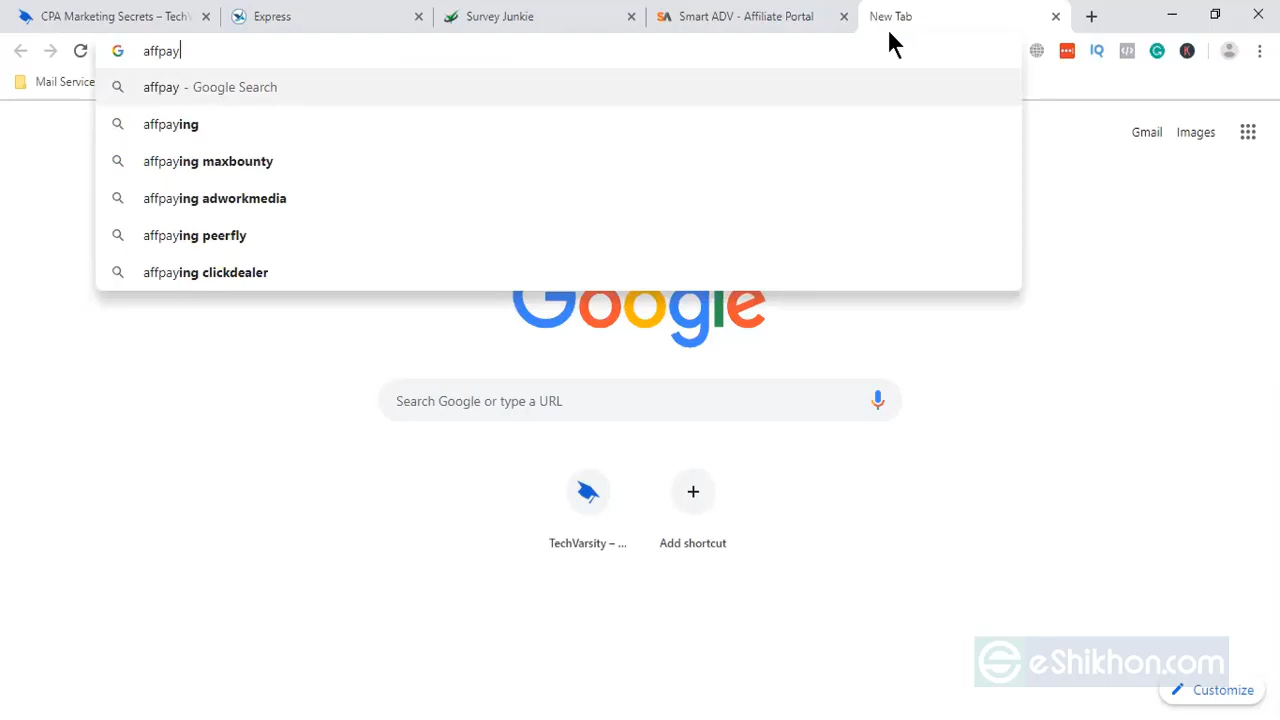 CPA Marketing Secrets – TechV
Express
Survey Junkie
Smart ADV - Affiliate Portal
New Tab
affpay
Mail Service
affpay - Google Search
affpaying
affpaying maxbounty
affpaying adworkmedia
affpaying peerfly
affpaying clickdealer
Gmail Images
Google
Search Google or type a URL
TechVarsity – ...
Add shortcut
eShikhon.com
Customize